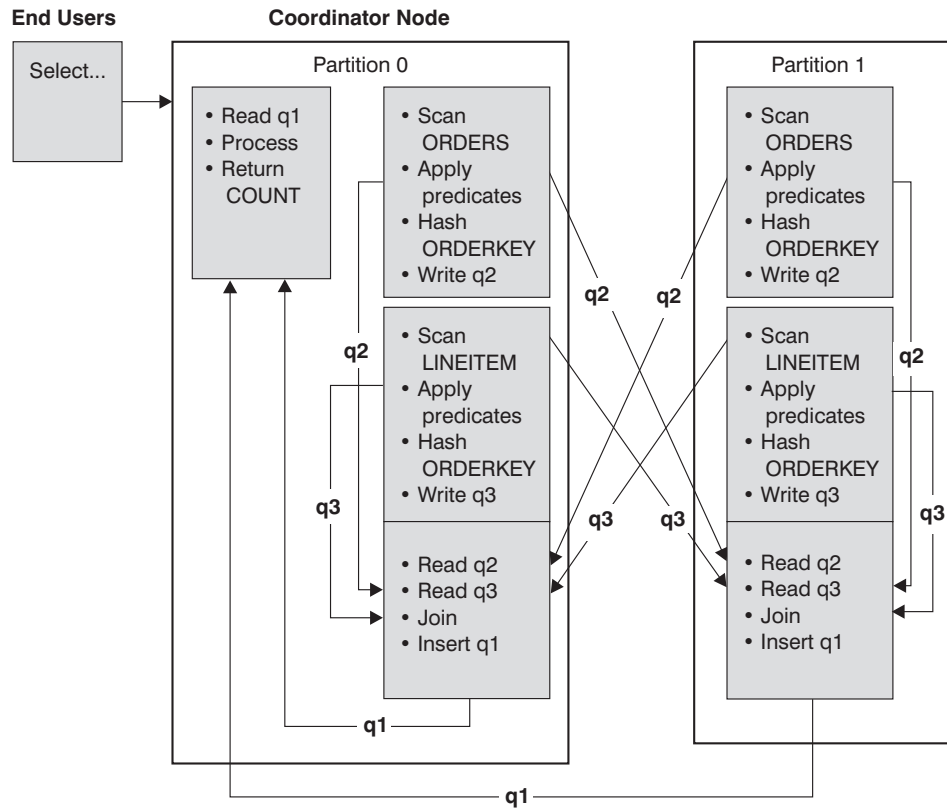 End Users
Coordinator Node
Select...
Partition 0
• Read q1
• Process
• Return
COUNT
• Scan
ORDERS
• Apply
predicates
• Hash
ORDERKEY
• Write q2
• Scan
LINEITEM
• Apply
predicates
• Hash
ORDERKEY
• Write q3
• Read q2
• Read q3
• Join
• Insert q1
q2
q3
q1
q2
q2
q3
q3
Partition 1
• Scan
ORDERS
• Apply
predicates
• Hash
ORDERKEY
• Write q2
• Scan
LINEITEM
• Apply
predicates
• Hash
ORDERKEY
• Write q3
• Read q2
• Read q3
• Join
• Insert q1
q2
q3
q1